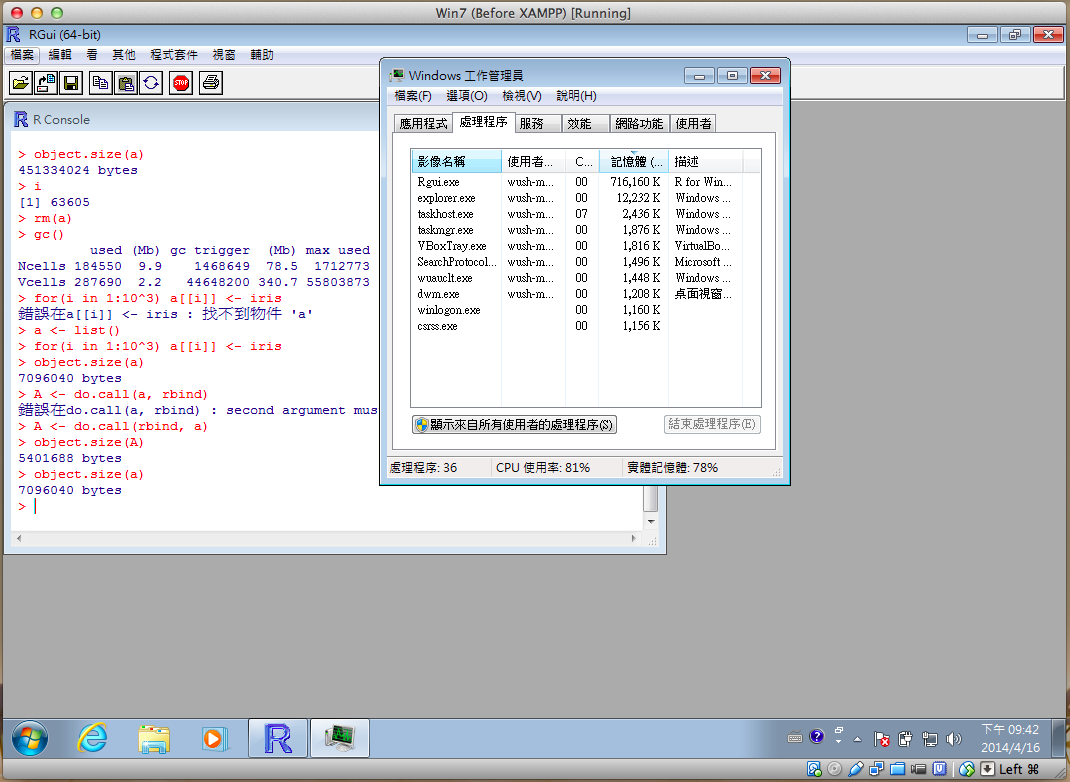 Win7 (Before XAMPP) [Running]
RGui (64-bit)
檔案 編輯 看 其他 程式套件 視窗 輔助
STOP
R Console
> object.size(a)
451334024 bytes
> i
[1] 63605
> rm(a)
> gc()
used (Mb) gc trigger (Mb) max used
Ncells 184550 9.9 1468649 78.5 1712773
Vcells 287690 2.2 44648200 340.7 55803873
> for(i in 1:10^3) a[[i]] <- iris
錯誤在a[[i]] <- iris : 找不到物件 'a'
> a <- list()
> for(i in 1:10^3) a[[i]] <- iris
> object.size(a)
7096040 bytes
> A <- do.call(a, rbind)
錯誤在do.call(a, rbind) : second argument mus
> A <- do.call(rbind, a)
> object.size(A)
5401688 bytes
> object.size(a)
7096040 bytes
>
Windows 工作管理員
檔案(F) 選項(O) 檢視(V) 說明(H)
應用程式 處理程序 服務 效能 網路功能 使用者
影像名稱 使用者... C... 記憶體 (... 描述
Rgui.exe wush-m... 00 716,160 K R for Win...
explorer.exe wush-m... 00 12,232 K Windows ...
taskhost.exe wush-m... 07 2,436 K Windows ...
taskmgr.exe wush-m... 00 1,876 K Windows ...
VBoxTray.exe wush-m... 00 1,816 K VirtualBo...
SearchProtocol... wush-m... 00 1,496 K Microsoft ...
wuauclt.exe wush-m... 00 1,448 K Windows ...
dwm.exe wush-m... 00 1,208 K 桌面視窗...
winlogon.exe 00 1,160 K
csrss.exe 00 1,156 K
顯示來自所有使用者的處理程序(S) 結束處理程序(E)
處理程序: 36 CPU 使用率: 81% 實體記憶體: 78%
下午 09:42
2014/4/16
Left ⌘